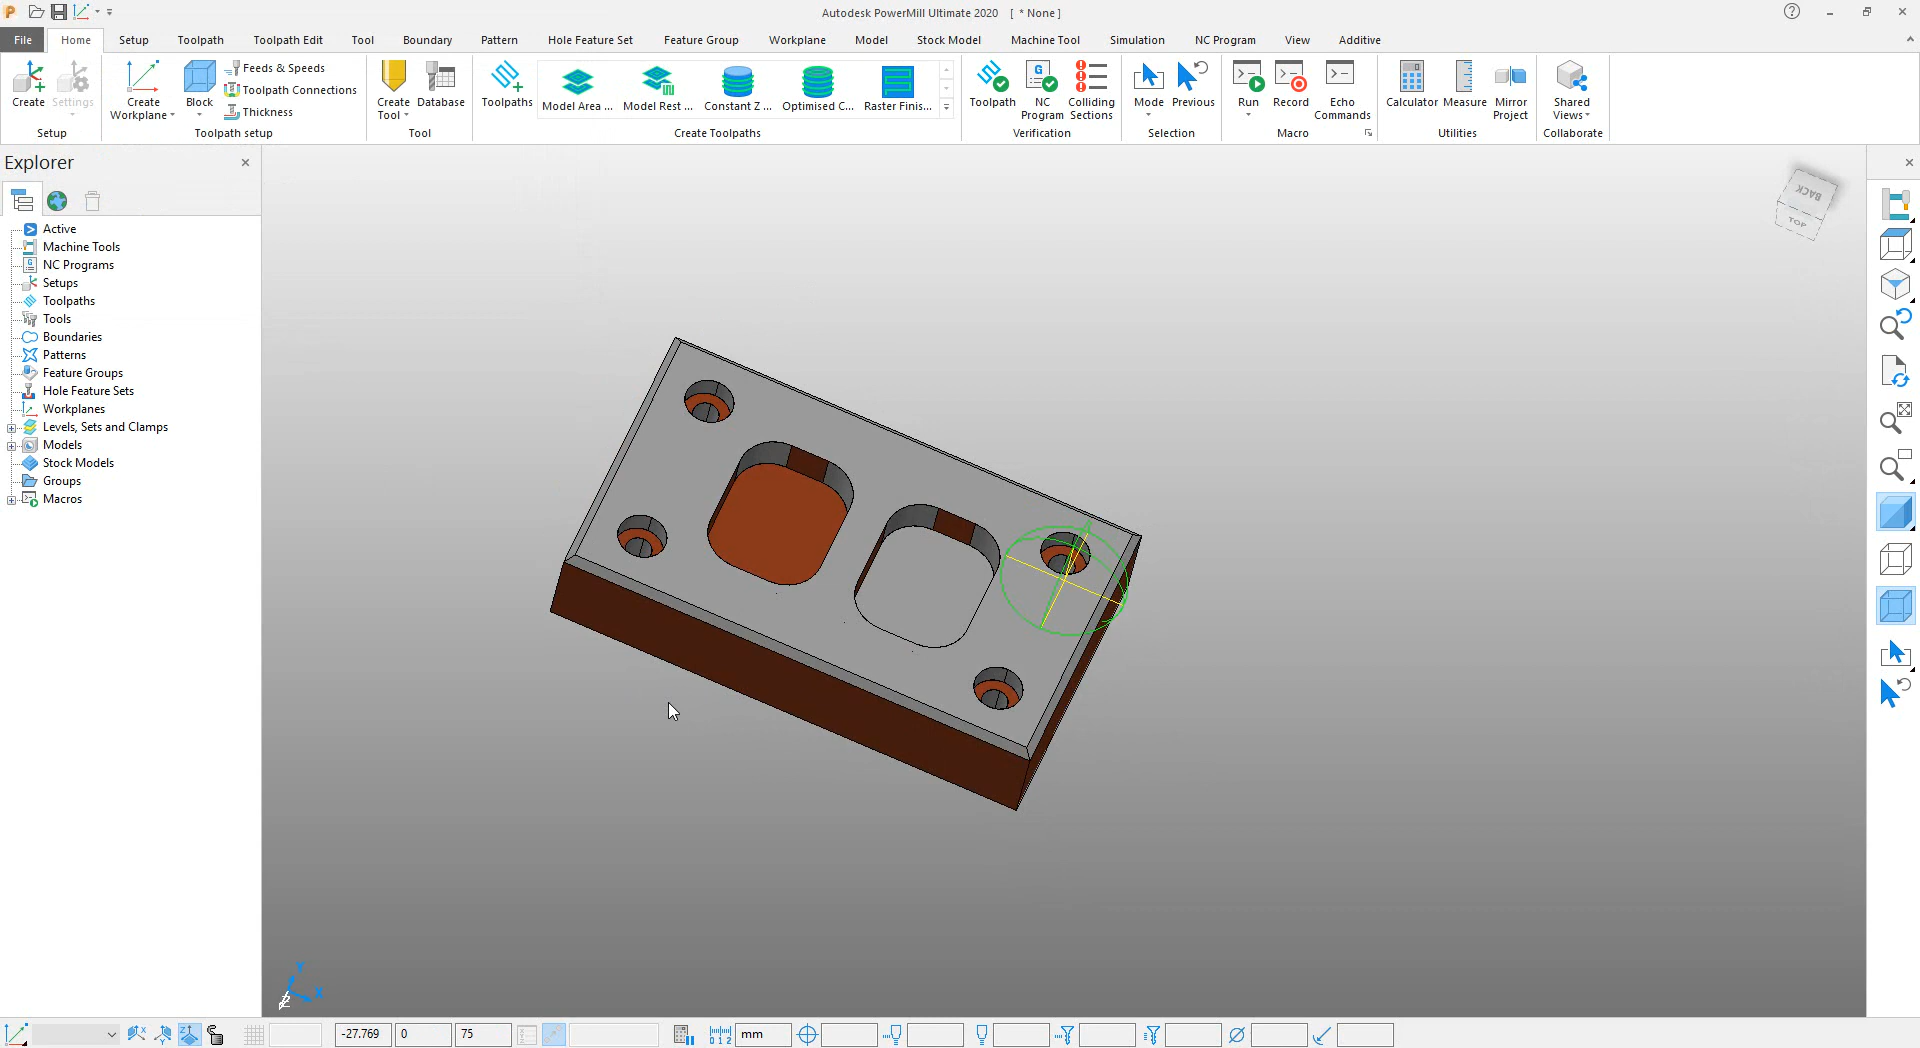 Autodesk PowerMill Ultimate 2020 [ * None ]
File Home Setup Toolpath Toolpath Edit Tool Boundary Pattern Hole Feature Set Feature Group Workplane Model Stock Model Machine Tool Simulation NC Program View Additive
Create
Settings
Setup
Create Workplane
Block
Feeds & Speeds
Toolpath Connections
Thickness
Toolpath setup
Create Tool
Database
Tool
Toolpaths
Model Area ...
Model Rest ...
Constant Z ...
Optimised C...
Raster Finis...
Create Toolpaths
Toolpath
NC Program
Colliding Sections
Verification
Mode
Previous
Selection
Run
Record
Echo Commands
Macro
Calculator
Measure
Mirror Project
Utilities
Shared Views
Collaborate
Explorer
Active
Machine Tools
NC Programs
Setups
Toolpaths
Tools
Boundaries
Patterns
Feature Groups
Hole Feature Sets
Workplanes
Levels, Sets and Clamps
Models
Stock Models
Groups
Macros
BACK
TOP
Y
X
Z
-27.769 0 75 mm